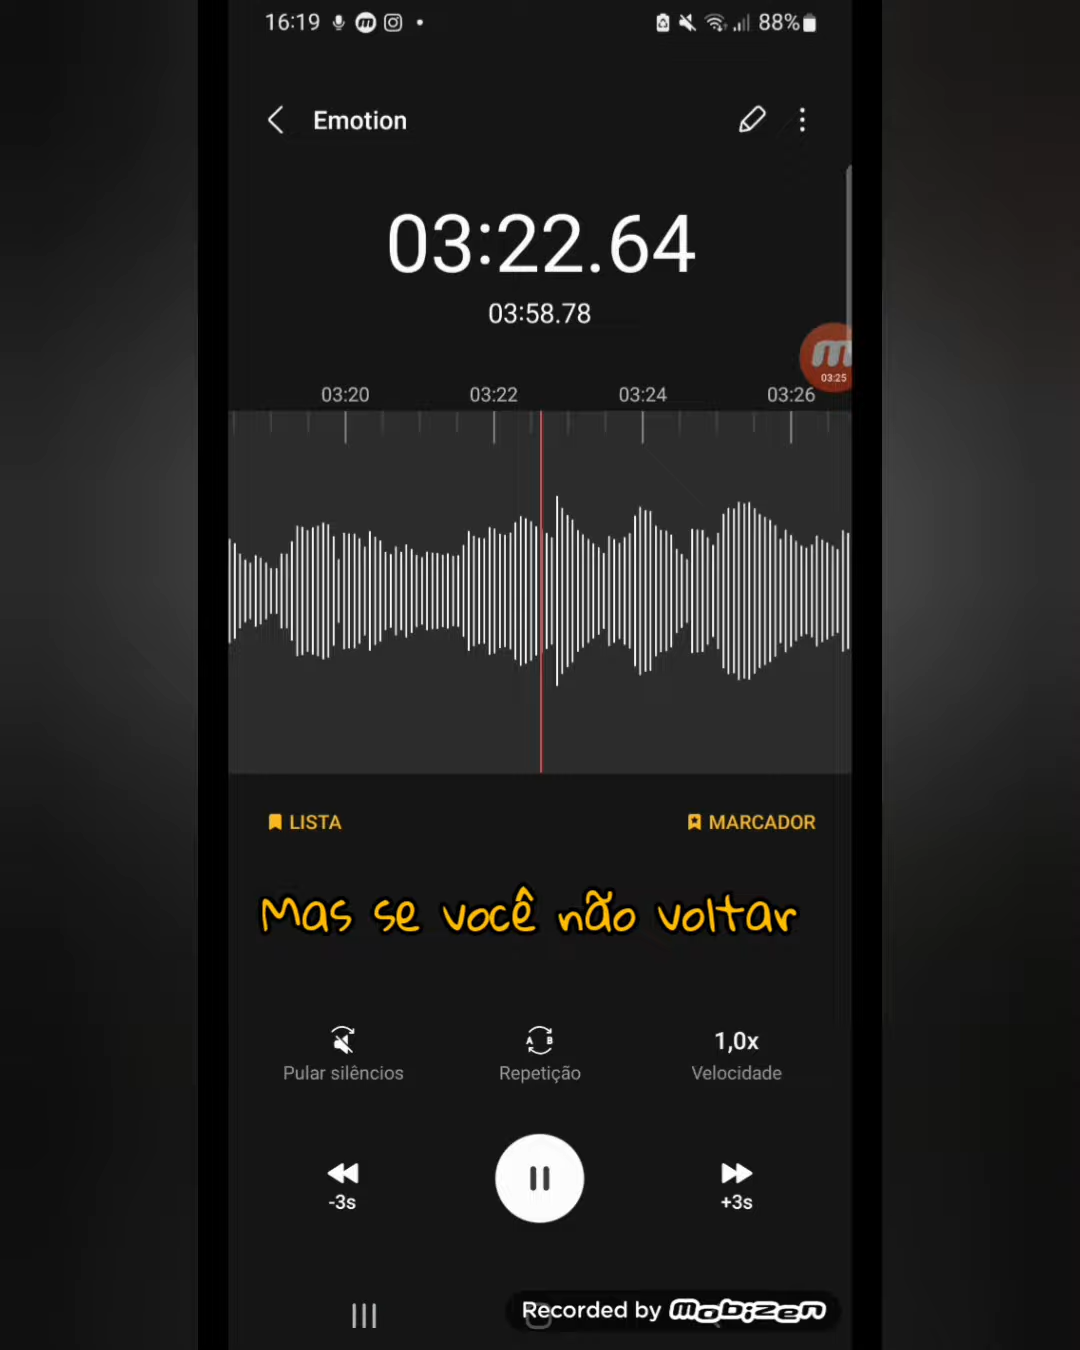 16:19 88%
Emotion
03:22.64
03:58.78
03:25
03:20 03:22 03:24 03:26
LISTA MARCADOR
Mas se você não voltar
A B 1,0x
Pular silêncios Repetição Velocidade
-3s +3s
Recorded by mobizen